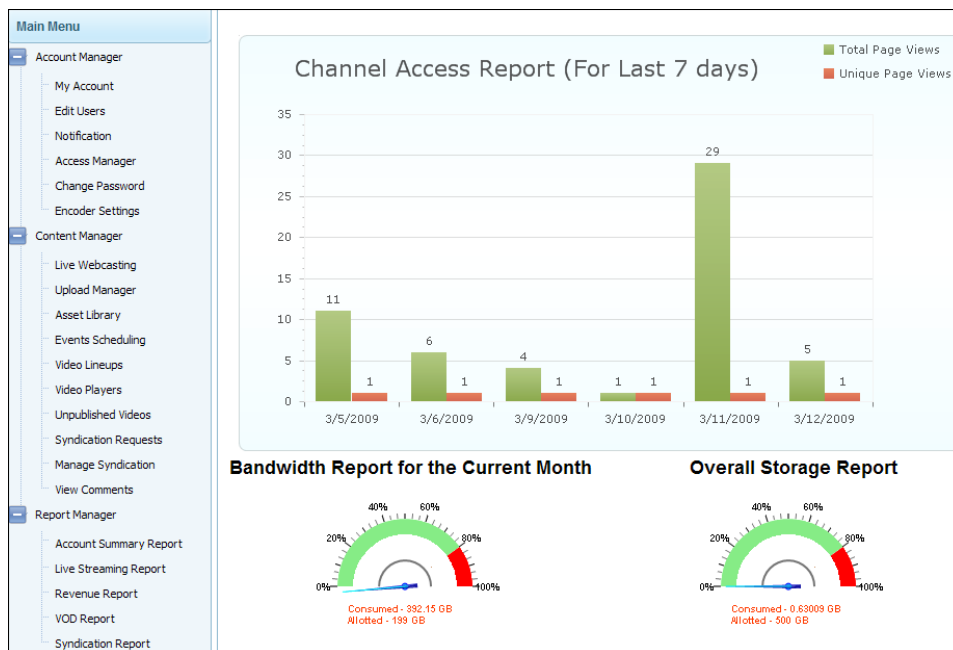 Main Menu
Account Manager
My Account
Edit Users
Notification
Access Manager
Change Password
Encoder Settings
Content Manager
Live Webcasting
Upload Manager
Asset Library
Events Scheduling
Video Lineups
Video Players
Unpublished Videos
Syndication Requests
Manage Syndication
View Comments
Report Manager
Account Summary Report
Live Streaming Report
Revenue Report
VOD Report
Syndication Report
Channel Access Report (For Last 7 days)
Total Page Views
Unique Page Views
35
30
25
20
15
10
5
0
11
1
6
1
4
1
1
1
29
1
5
1
3/5/2009
3/6/2009
3/9/2009
3/10/2009
3/11/2009
3/12/2009
Bandwidth Report for the Current Month
0%
20%
40%
60%
80%
100%
Consumed - 392.15 GB
Allotted - 199 GB
Overall Storage Report
0%
20%
40%
60%
80%
100%
Consumed - 0.63009 GB
Allotted - 500 GB